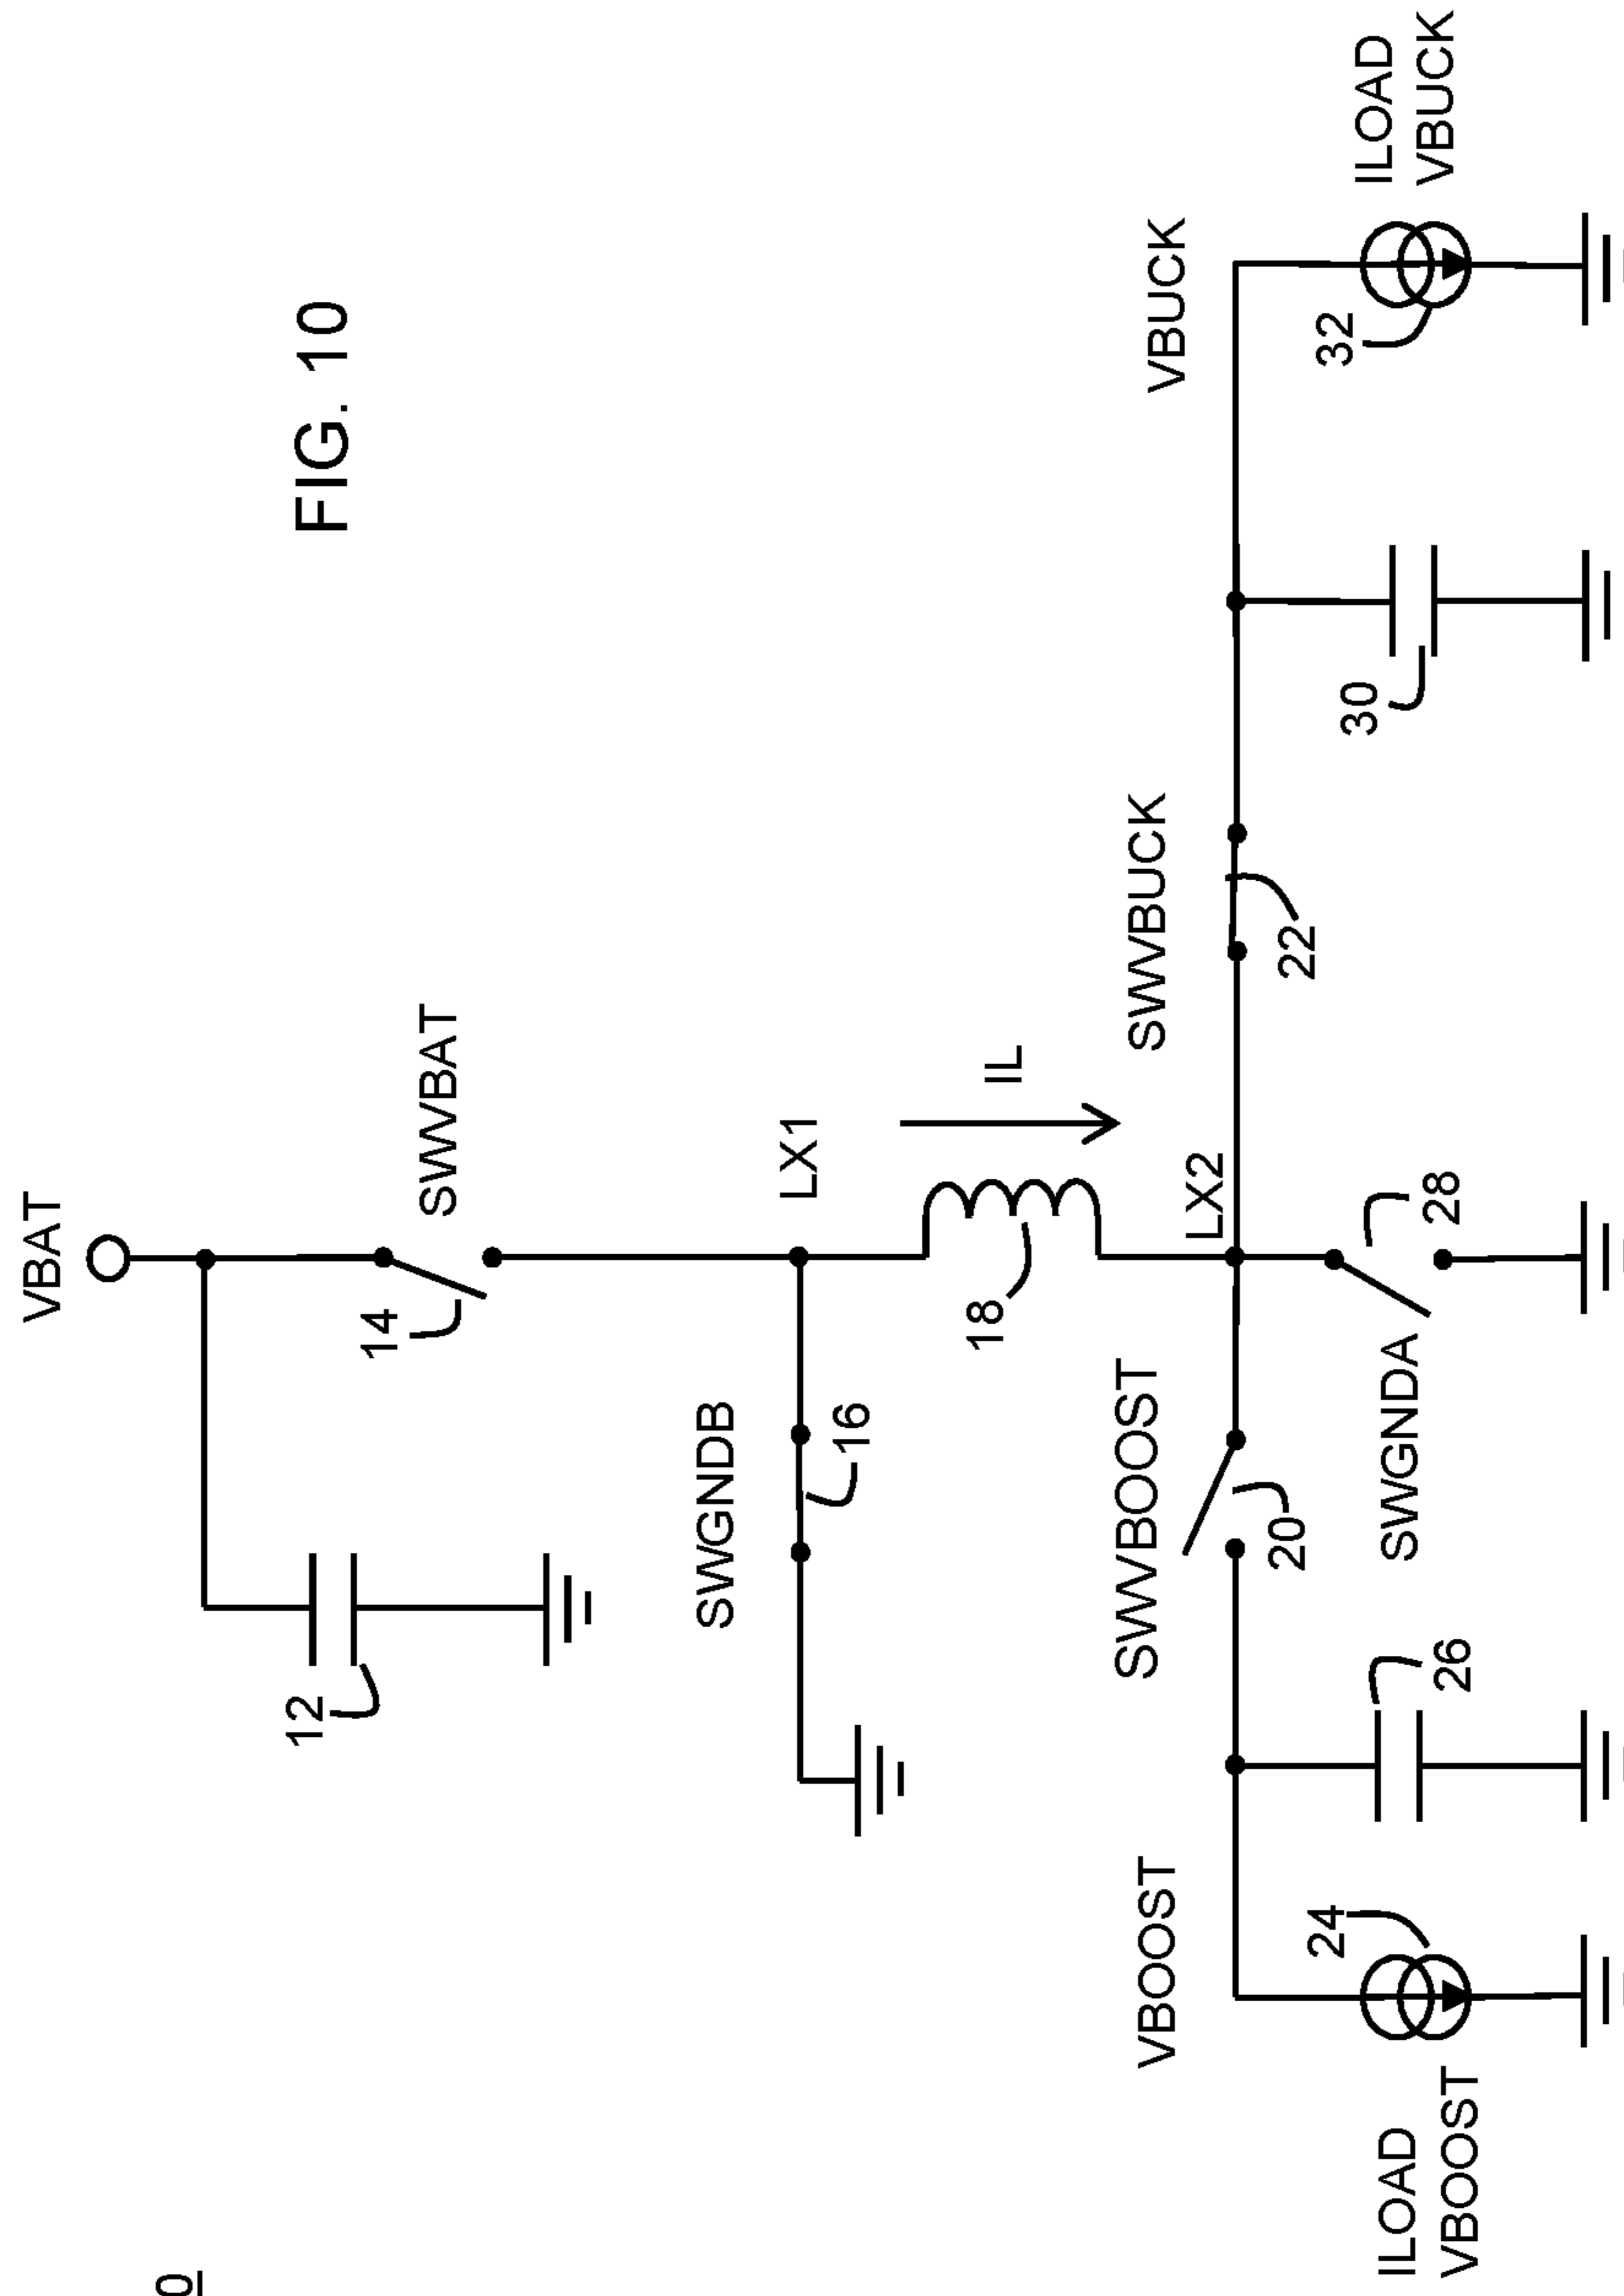 VBAT
0
12
FIG. 10
14
SWVBAT
SWGNDB
LX1
16
18
IL
VBOOST
SWVBOOST
LX2
SWVBUCK
VBUCK
20
22
24
32
ILOAD
VBOOST
26
SWGNDA
28
30
ILOAD
VBUCK